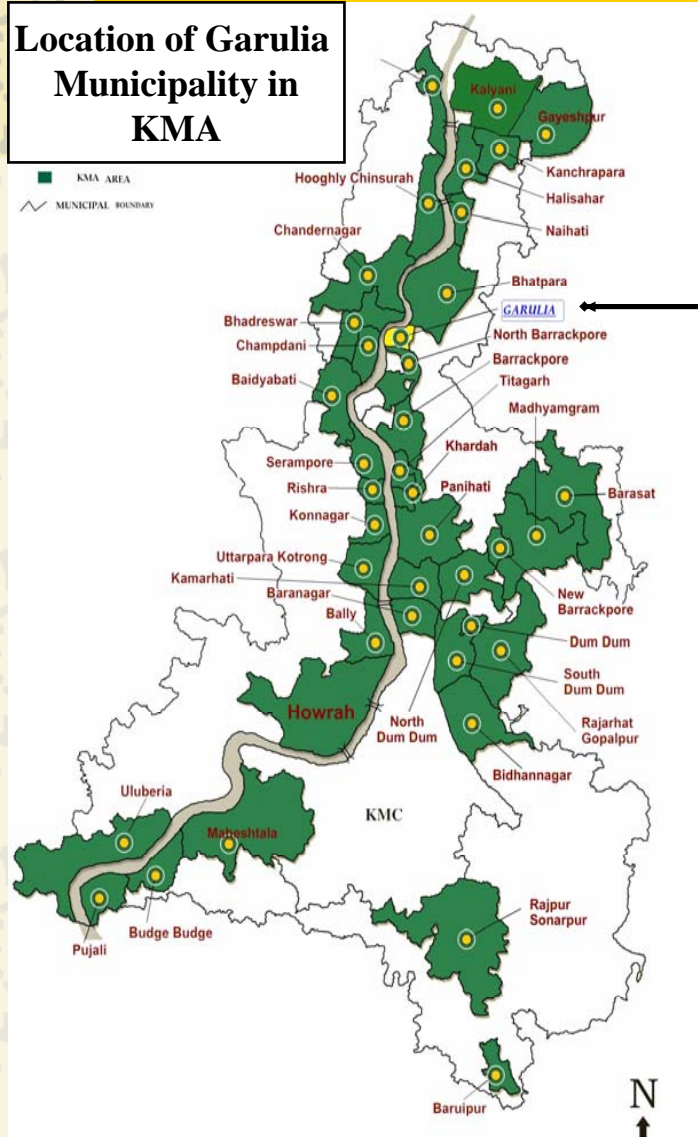 Location of Garulia
Municipality in
KMA
KMA AREA
MUNICIPAL BOUNDARY
Kalyani
Gayeshpur
Kanchrapara
Hooghly Chinsurah
Halisahar
Naihati
Chandernagar
Bhatpara
GARULIA
Bhadreswar
North Barrackpore
Champdani
Barrackpore
Baidyabati
Titagarh
Madhyamgram
Khardah
Serampore
Panihati
Rishra
Barasat
Konnagar
Uttarpara Kotrong
Kamarhati
Baranagar
New
Barrackpore
Bally
Dum Dum
South
Dum Dum
Howrah
North
Dum Dum
Rajarhat
Gopalpur
Bidhannagar
Uluberia
KMC
Maheshtala
Budge Budge
Pujali
Rajpur
Sonarpur
Baruipur
N